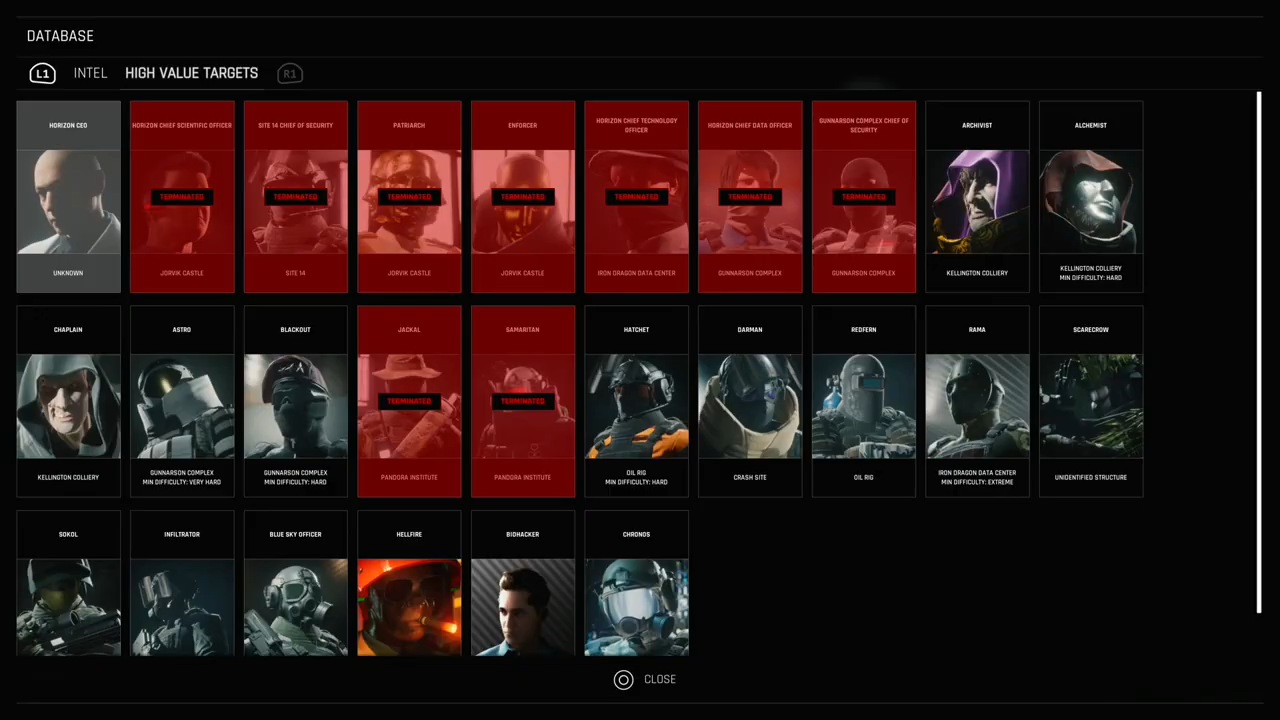 DATABASE
L1 INTEL HIGH VALUE TARGETS R1
HORIZON CEO
UNKNOWN
HORIZON CHIEF SCIENTIFIC OFFICER
TERMINATED
JORVIK CASTLE
SITE 14 CHIEF OF SECURITY
TERMINATED
SITE 14
PATRIARCH
TERMINATED
JORVIK CASTLE
ENFORCER
TERMINATED
JORVIK CASTLE
HORIZON CHIEF TECHNOLOGY
OFFICER
TERMINATED
IRON DRAGON DATA CENTER
HORIZON CHIEF DATA OFFICER
TERMINATED
GUNNARSON COMPLEX
GUNNARSON COMPLEX CHIEF OF
SECURITY
TERMINATED
GUNNARSON COMPLEX
ARCHIVIST
KELLINGTON COLLIERY
ALCHEMIST
KELLINGTON COLLIERY
MIN DIFFICULTY: HARD
CHAPLAIN
KELLINGTON COLLIERY
ASTRO
GUNNARSON COMPLEX
MIN DIFFICULTY: VERY HARD
BLACKOUT
GUNNARSON COMPLEX
MIN DIFFICULTY: HARD
JACKAL
TERMINATED
PANDORA INSTITUTE
SAMARITAN
TERMINATED
PANDORA INSTITUTE
HATCHET
OIL RIG
MIN DIFFICULTY: HARD
DARMAN
CRASH SITE
REDFERN
OIL RIG
RAMA
IRON DRAGON DATA CENTER
MIN DIFFICULTY: EXTREME
SCARECROW
UNIDENTIFIED STRUCTURE
SOKOL
INFILTRATOR
BLUE SKY OFFICER
HELLFIRE
BIOHACKER
CHRONOS
CLOSE